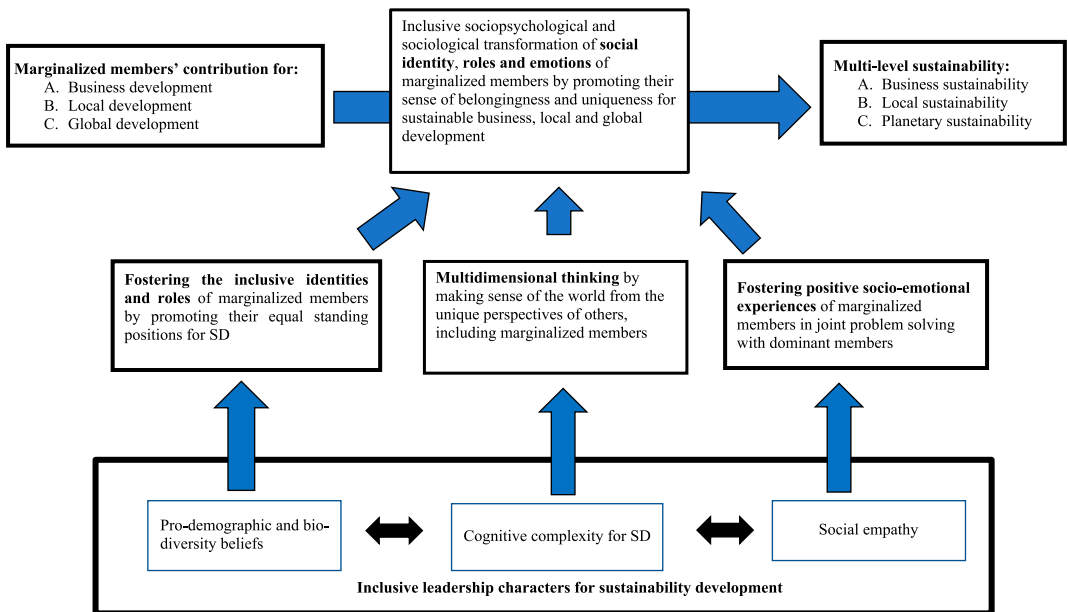 Marginalized members' contribution for:
A. Business development
B. Local development
C. Global development
Inclusive sociopsychological and
sociological transformation of social
identity, roles and emotions of
marginalized members by promoting their
sense of belongingness and uniqueness for
sustainable business, local and global
development
Multi-level sustainability:
A. Business sustainability
B. Local sustainability
C. Planetary sustainability
Fostering the inclusive identities
and roles of marginalized members
by promoting their equal standing
positions for SD
Multidimensional thinking by
making sense of the world from the
unique perspectives of others,
including marginalized members
Fostering positive socio-emotional
experiences of marginalized
members in joint problem solving
with dominant members
Pro-demographic and bio-
diversity beliefs
Cognitive complexity for SD
Social empathy
Inclusive leadership characters for sustainability development